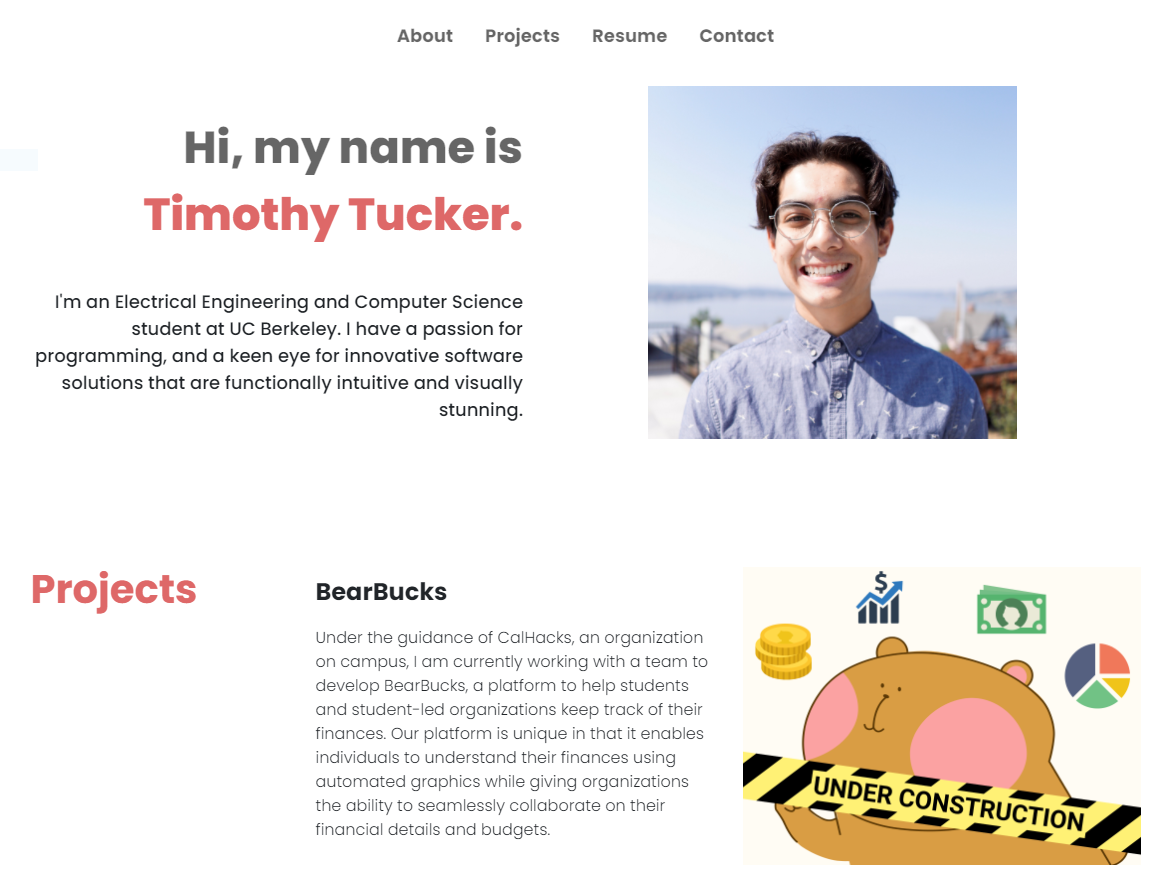 About Projects Resume Contact
Hi, my name is
Timothy Tucker.
I'm an Electrical Engineering and Computer Science
student at UC Berkeley. I have a passion for
programming, and a keen eye for innovative software
solutions that are functionally intuitive and visually
stunning.
Projects
BearBucks
Under the guidance of CalHacks, an organization
on campus, I am currently working with a team to
develop BearBucks, a platform to help students
and student-led organizations keep track of their
finances. Our platform is unique in that it enables
individuals to understand their finances using
automated graphics while giving organizations
the ability to seamlessly collaborate on their
financial details and budgets.
$
UNDER CONSTRUCTION